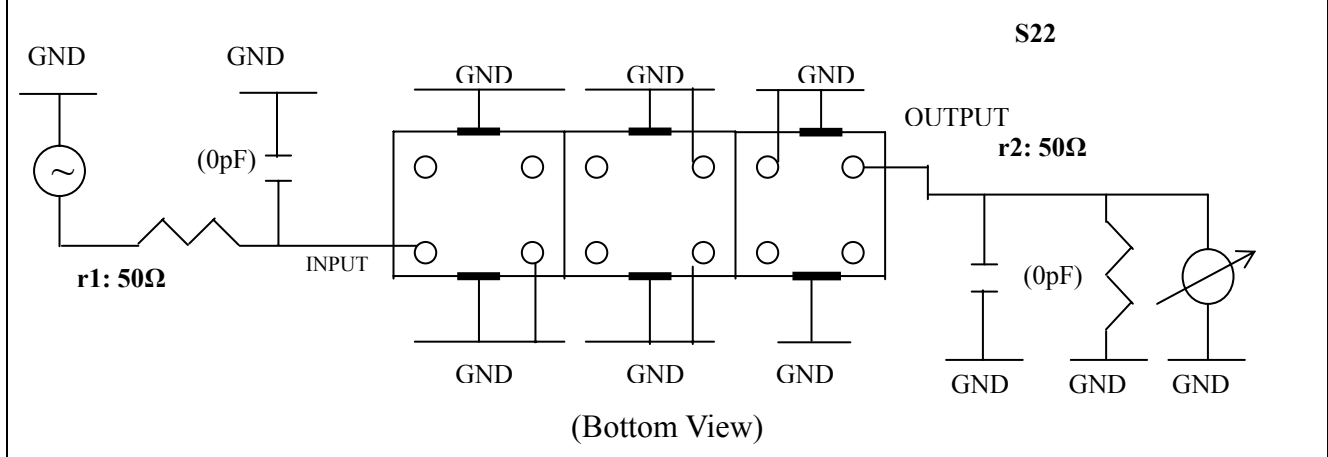 S22
GND
GND
GND
GND
GND
OUTPUT
r2: 50Ω
(0pF)
~
INPUT
r1: 50Ω
(0pF)
GND
GND
GND
GND
GND
GND
(Bottom View)